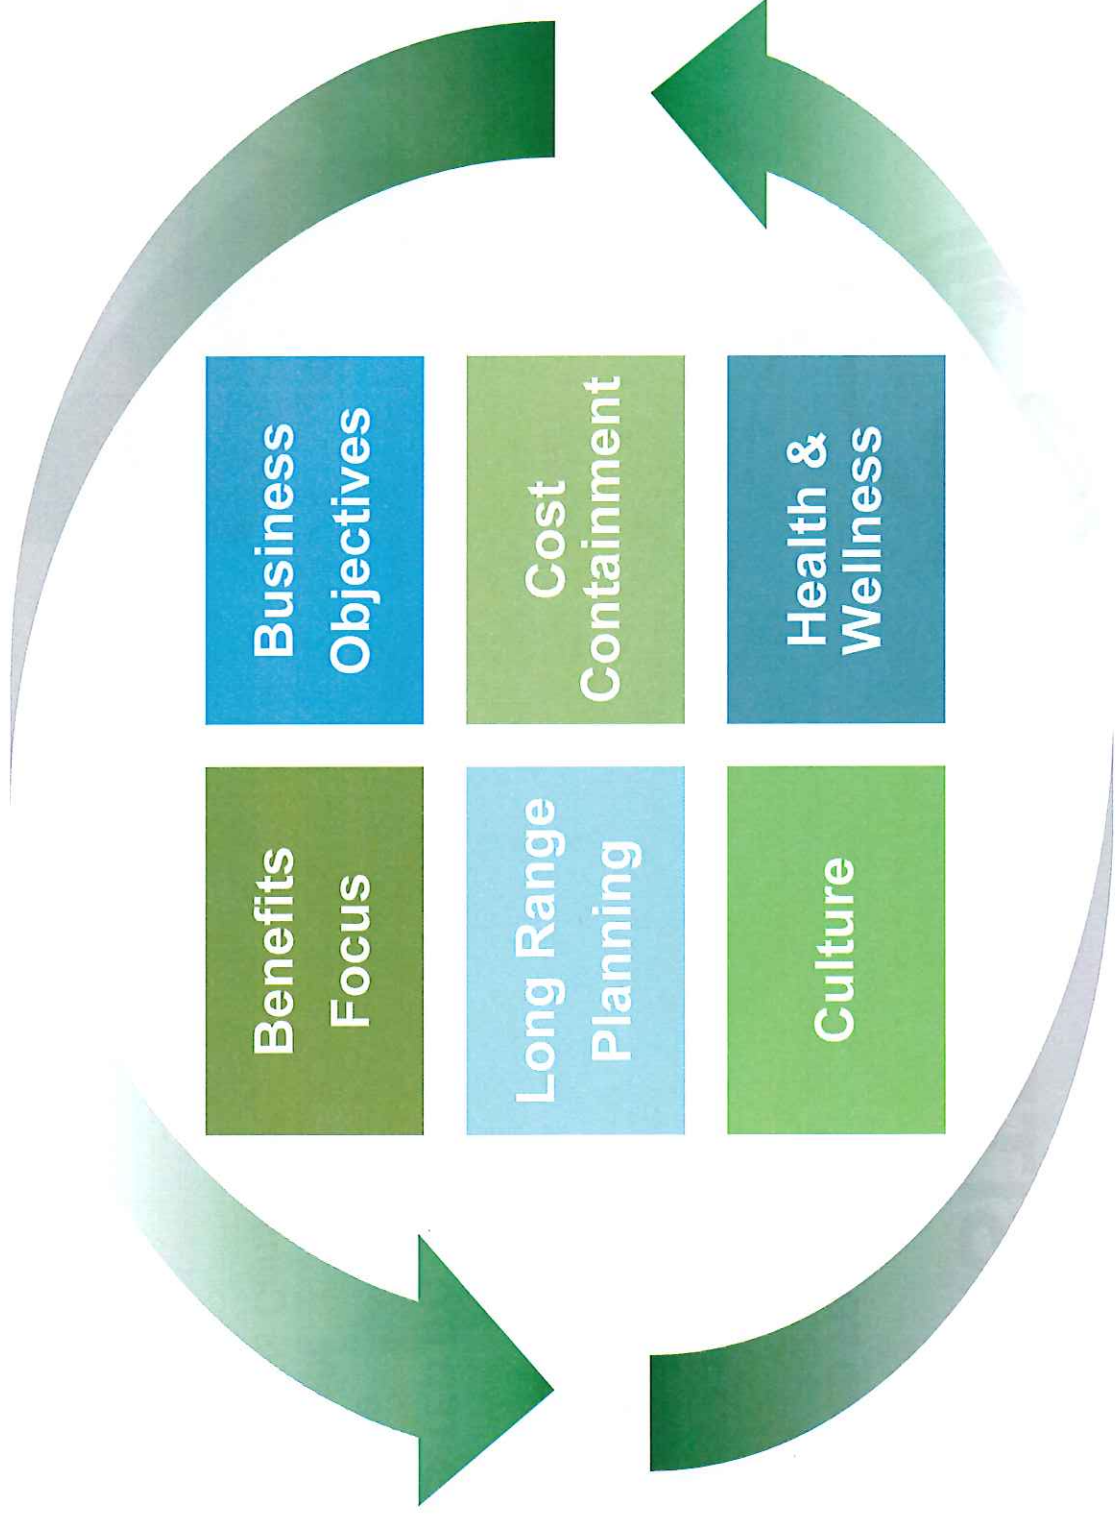 Benefits
Focus
Business
Objectives
Long Range
Planning
Cost
Containment
Culture
Health &
Wellness